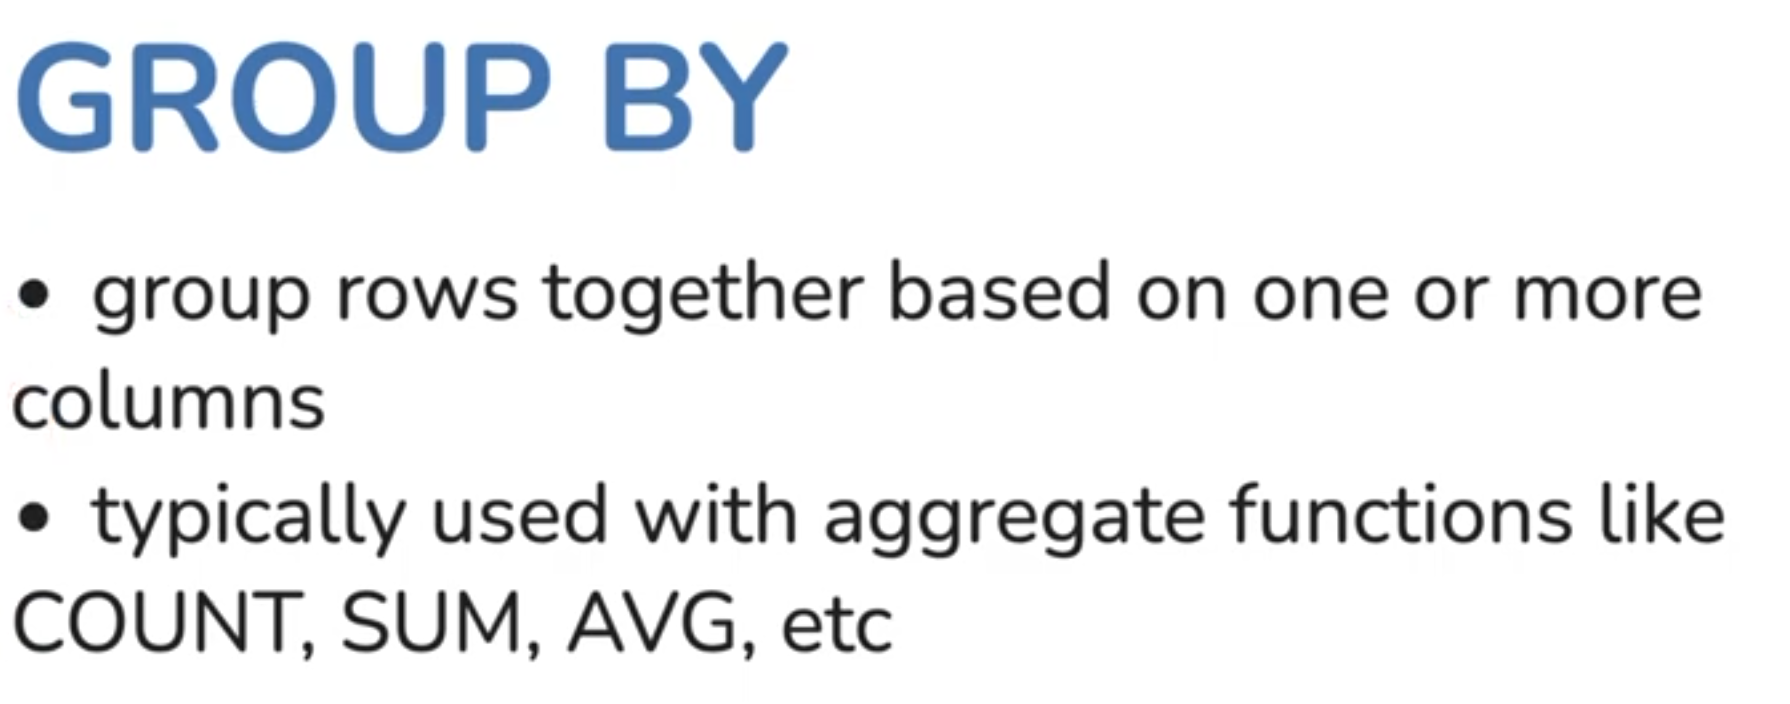 GROUP BY
• group rows together based on one or more
columns
• typically used with aggregate functions like
COUNT, SUM, AVG, etc